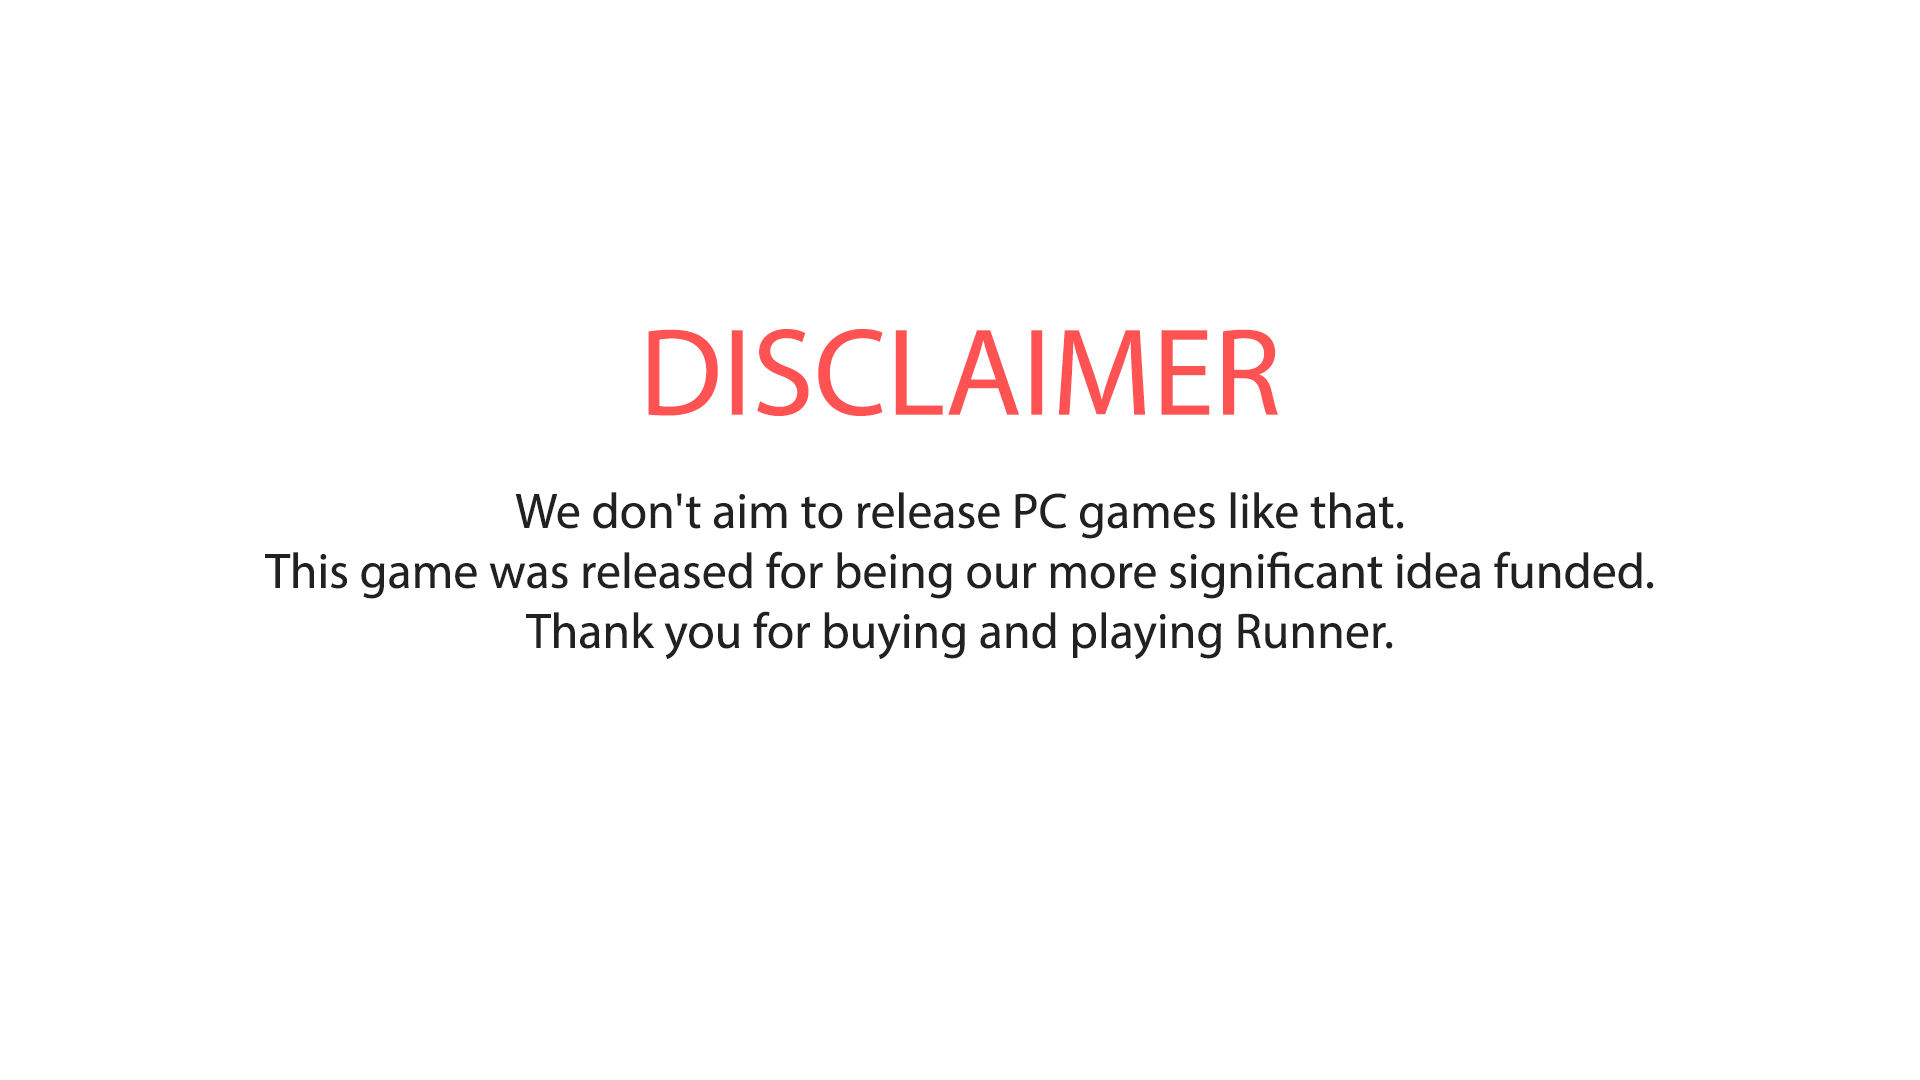 DISCLAIMER
We don't aim to release PC games like that.
This game was released for being our more significant idea funded.
Thank you for buying and playing Runner.